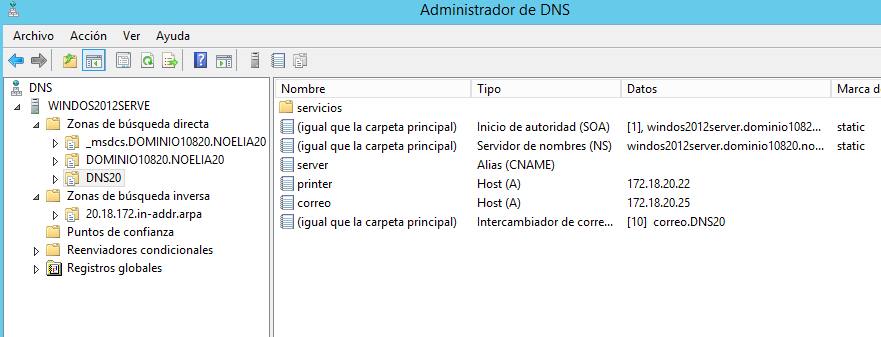 Administrador de DNS
Archivo Acción Ver Ayuda
DNS
WINDOS2012SERVE
Zonas de búsqueda directa
_msdcs.DOMINIO10820.NOELIA20
DOMINIO10820.NOELIA20
DNS20
Zonas de búsqueda inversa
20.18.172.in-addr.arpa
Puntos de confianza
Reenviadores condicionales
Registros globales
Nombre Tipo Datos Marca de
servicios
(igual que la carpeta principal) Inicio de autoridad (SOA) [1], windos2012server.dominio1082... static
(igual que la carpeta principal) Servidor de nombres (NS) windos2012server.dominio10820.no... static
server Alias (CNAME)
printer Host (A) 172.18.20.22
correo Host (A) 172.18.20.25
(igual que la carpeta principal) Intercambiador de corre... [10] correo.DNS20